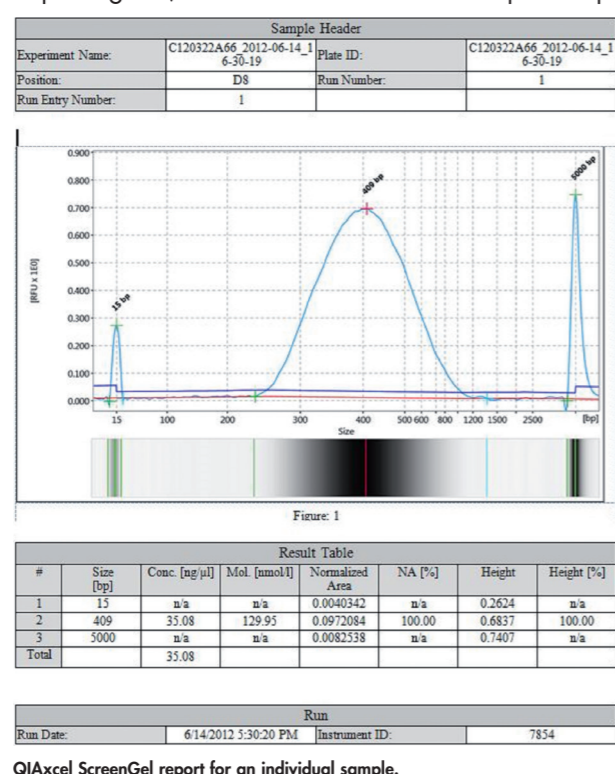 Sample Header
Experiment Name: C120322A66_2012-06-14_1 6-30-19 Plate ID: C120322A66_2012-06-14_1 6-30-19
Position: D8 Run Number: 1
Run Entry Number: 1
0.900
0.800
0.700
0.600
0.500
0.400
0.300
0.200
0.100
0.000
[RFU x 1E0]
15 bp
409 bp
5000 bp
15 100 200 300 400 500 600 800 1200 1500 2500 [bp]
Size
Figure: 1
Result Table
# Size [bp] Conc. [ng/µl] Mol. [nmol/l] Normalized Area NA [%] Height Height [%]
1 15 n/a n/a 0.0040342 n/a 0.2624 n/a
2 409 35.08 129.95 0.0972084 100.00 0.6837 100.00
3 5000 n/a n/a 0.0082538 n/a 0.7407 n/a
Total 35.08
Run
Run Date: 6/14/2012 5:30:20 PM Instrument ID: 7854
QIAxcel ScreenGel report for an individual sample.